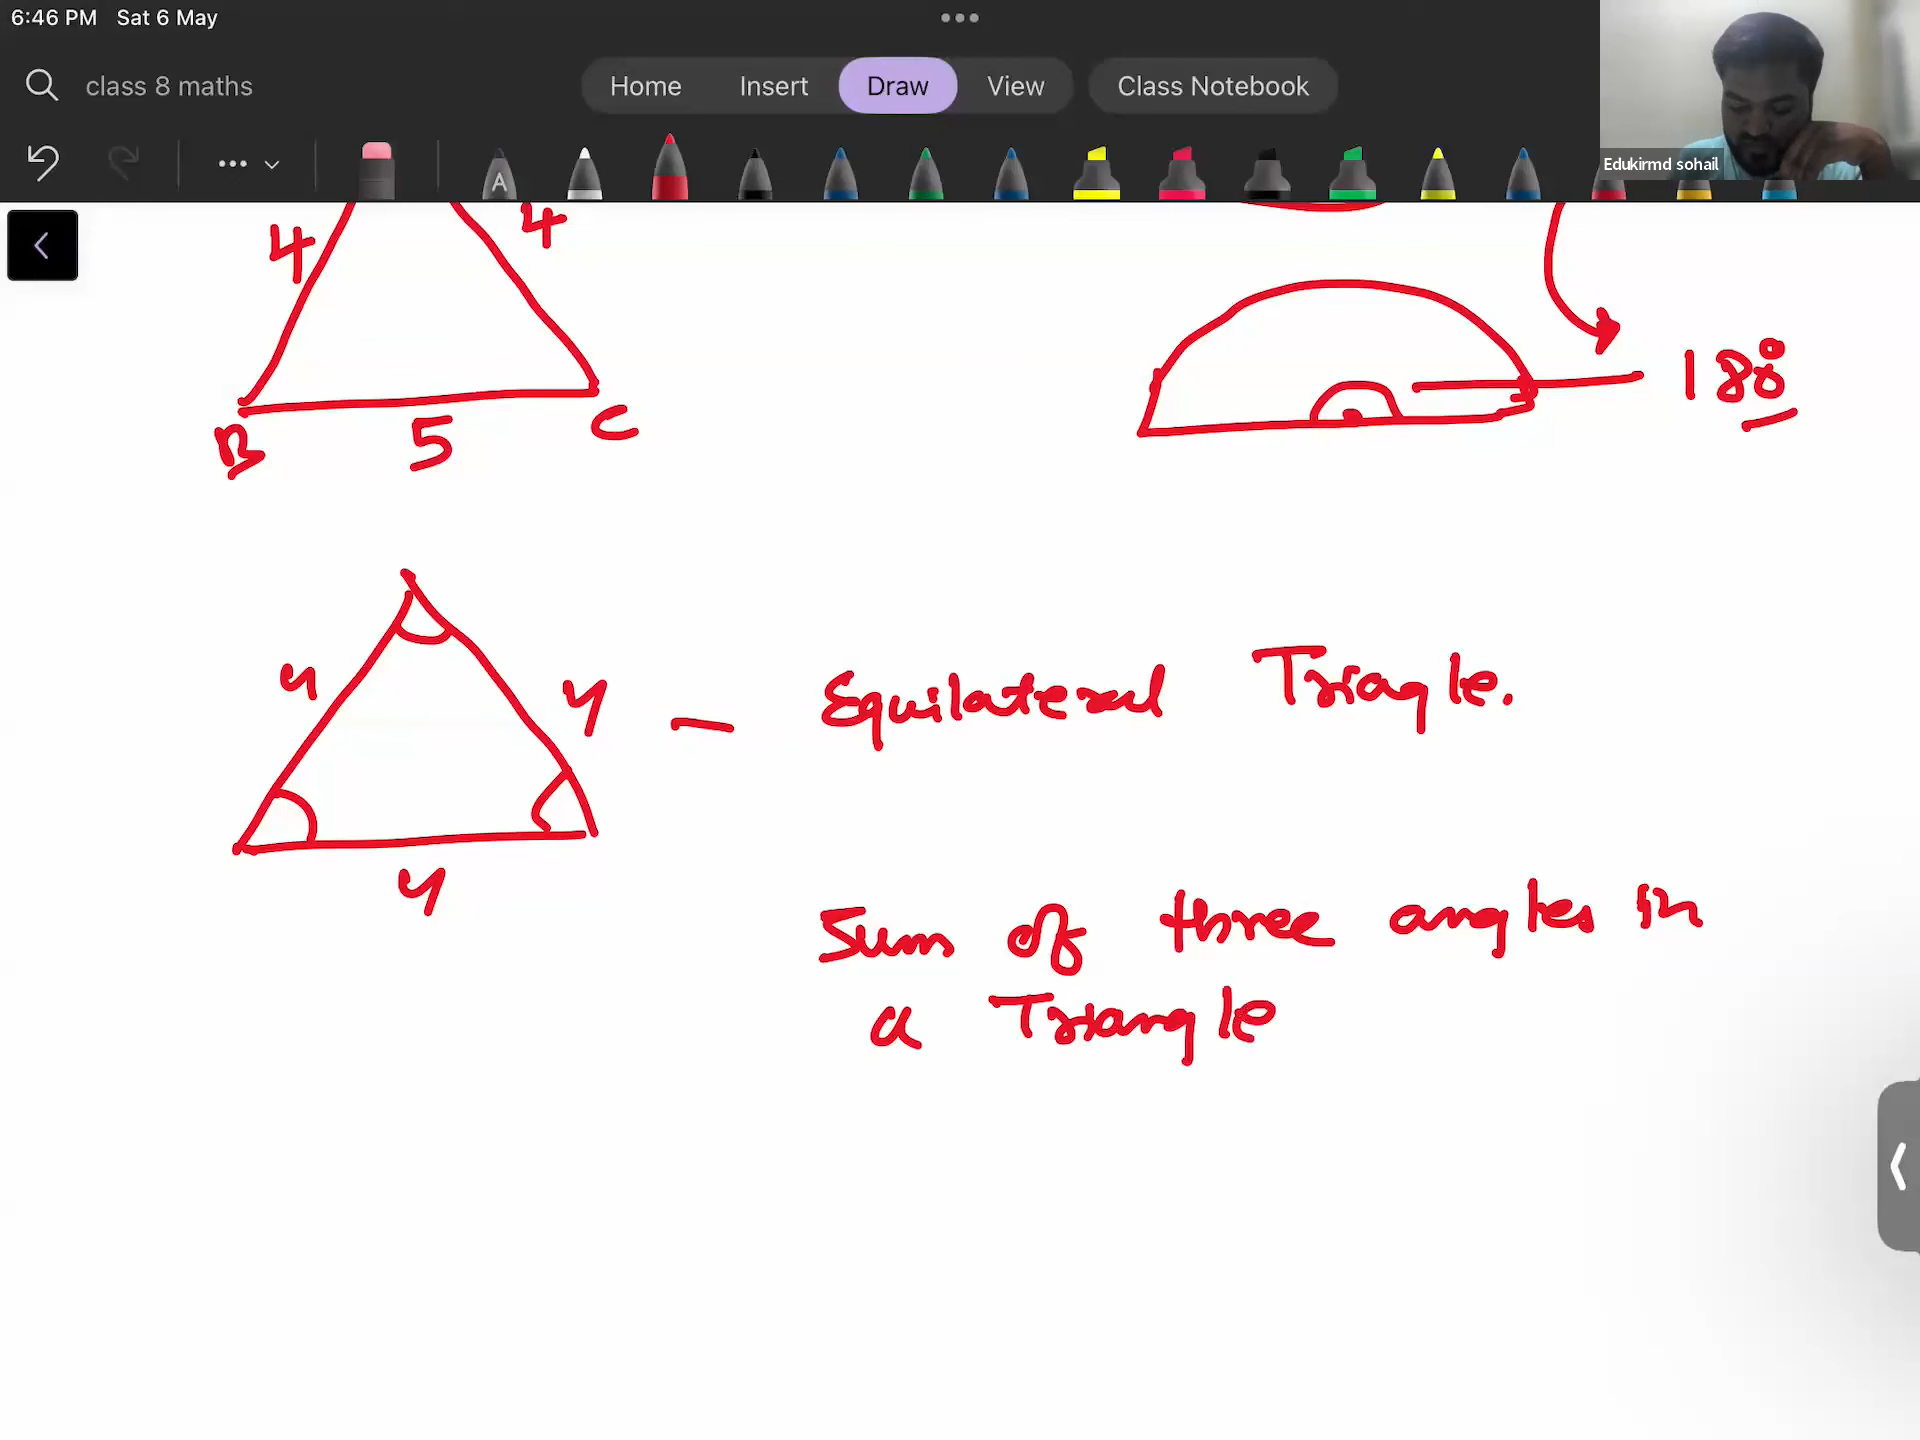 6:46 PM Sat 6 May
class 8 maths
Home Insert Draw View Class Notebook
A
Edukirmd sohail
4 4
B 5 C
180°
4 4 — Equilateral Triagle.
4
Sum of three angles in
a Triangle